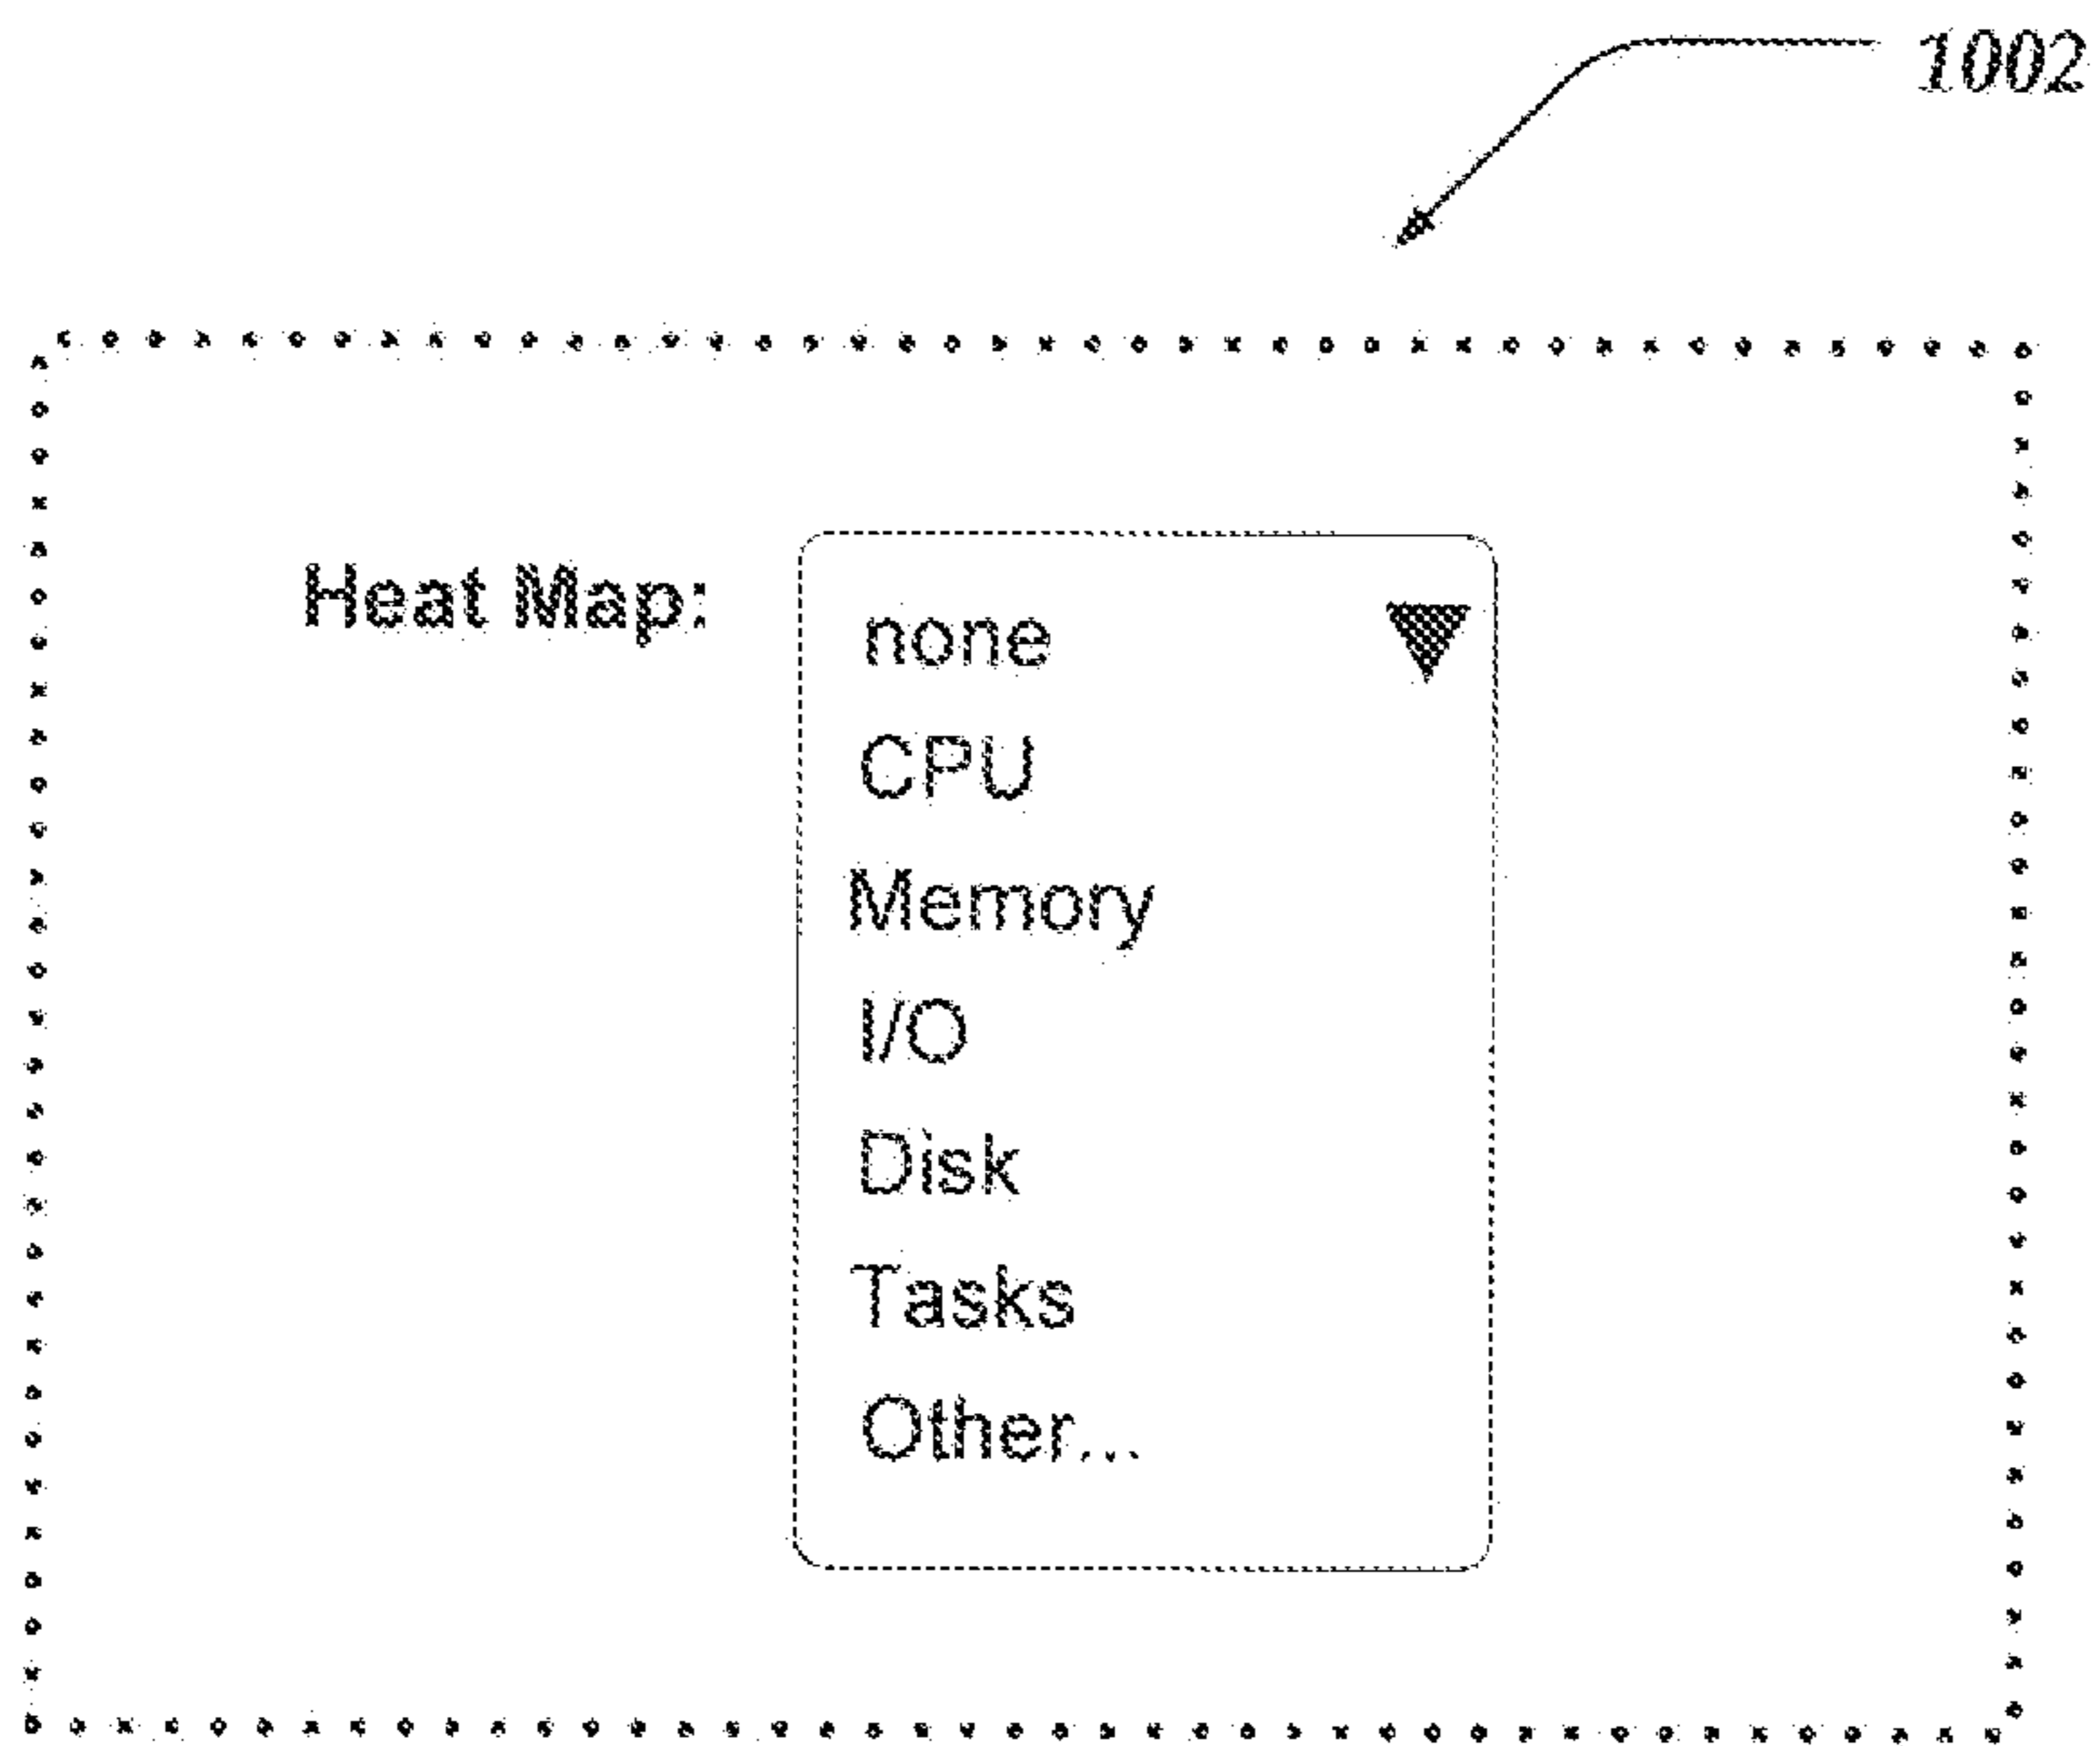 1002
Heat Map:
none
CPU
Memory
I/O
Disk
Tasks
Other...